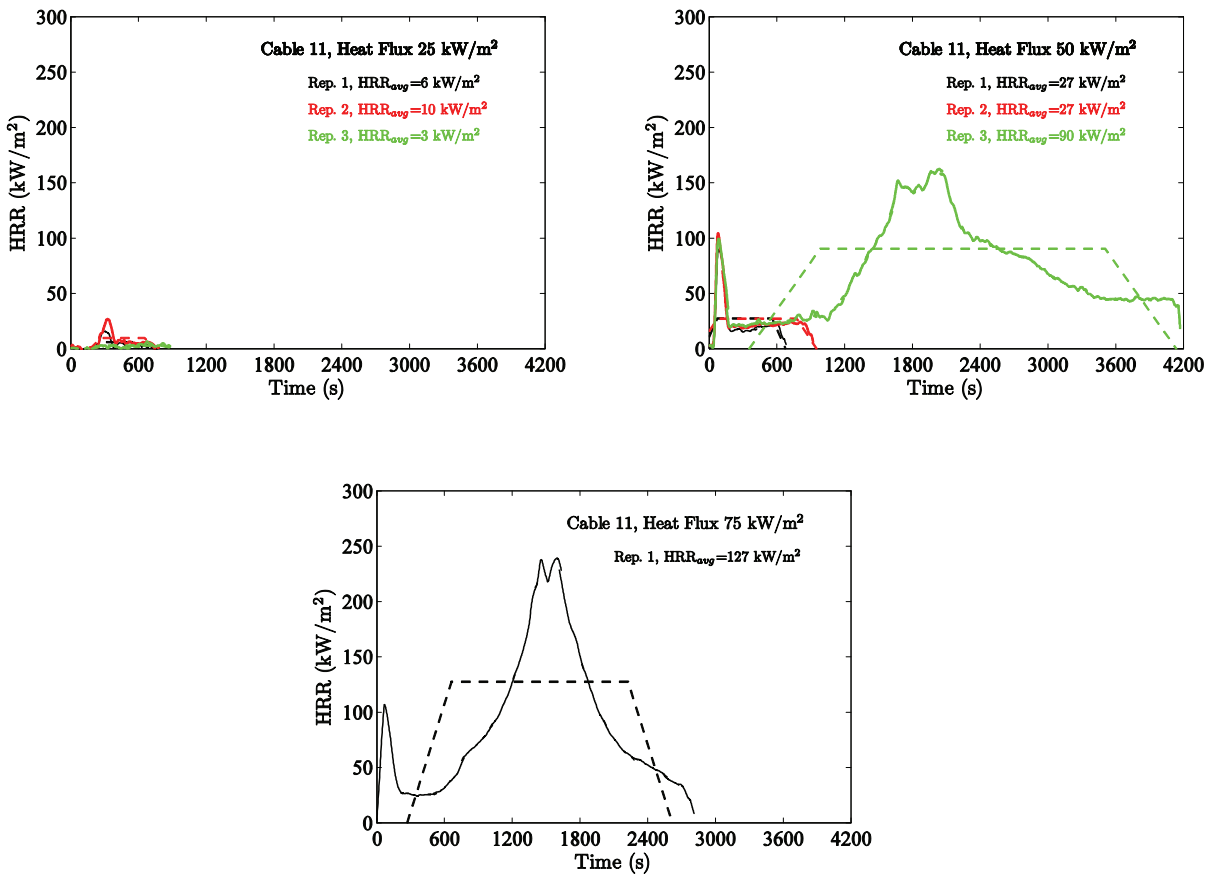 300
250
200
150
100
50
0
HRR (kW/m²)
Cable 11, Heat Flux 25 kW/m²
Rep. 1, HRRavg=6 kW/m²
Rep. 2, HRRavg=10 kW/m²
Rep. 3, HRRavg=3 kW/m²
0 600 1200 1800 2400 3000 3600 4200
Time (s)
300
250
200
150
100
50
0
HRR (kW/m²)
Cable 11, Heat Flux 50 kW/m²
Rep. 1, HRRavg=27 kW/m²
Rep. 2, HRRavg=27 kW/m²
Rep. 3, HRRavg=90 kW/m²
0 600 1200 1800 2400 3000 3600 4200
Time (s)
300
250
200
150
100
50
0
HRR (kW/m²)
Cable 11, Heat Flux 75 kW/m²
Rep. 1, HRRavg=127 kW/m²
0 600 1200 1800 2400 3000 3600 4200
Time (s)